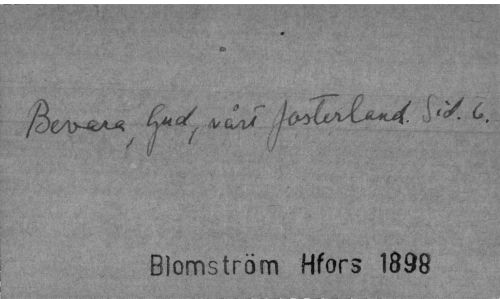 Bevara, Gud, vårt fosterland. Sid. 6.
Blomström Hfors 1898